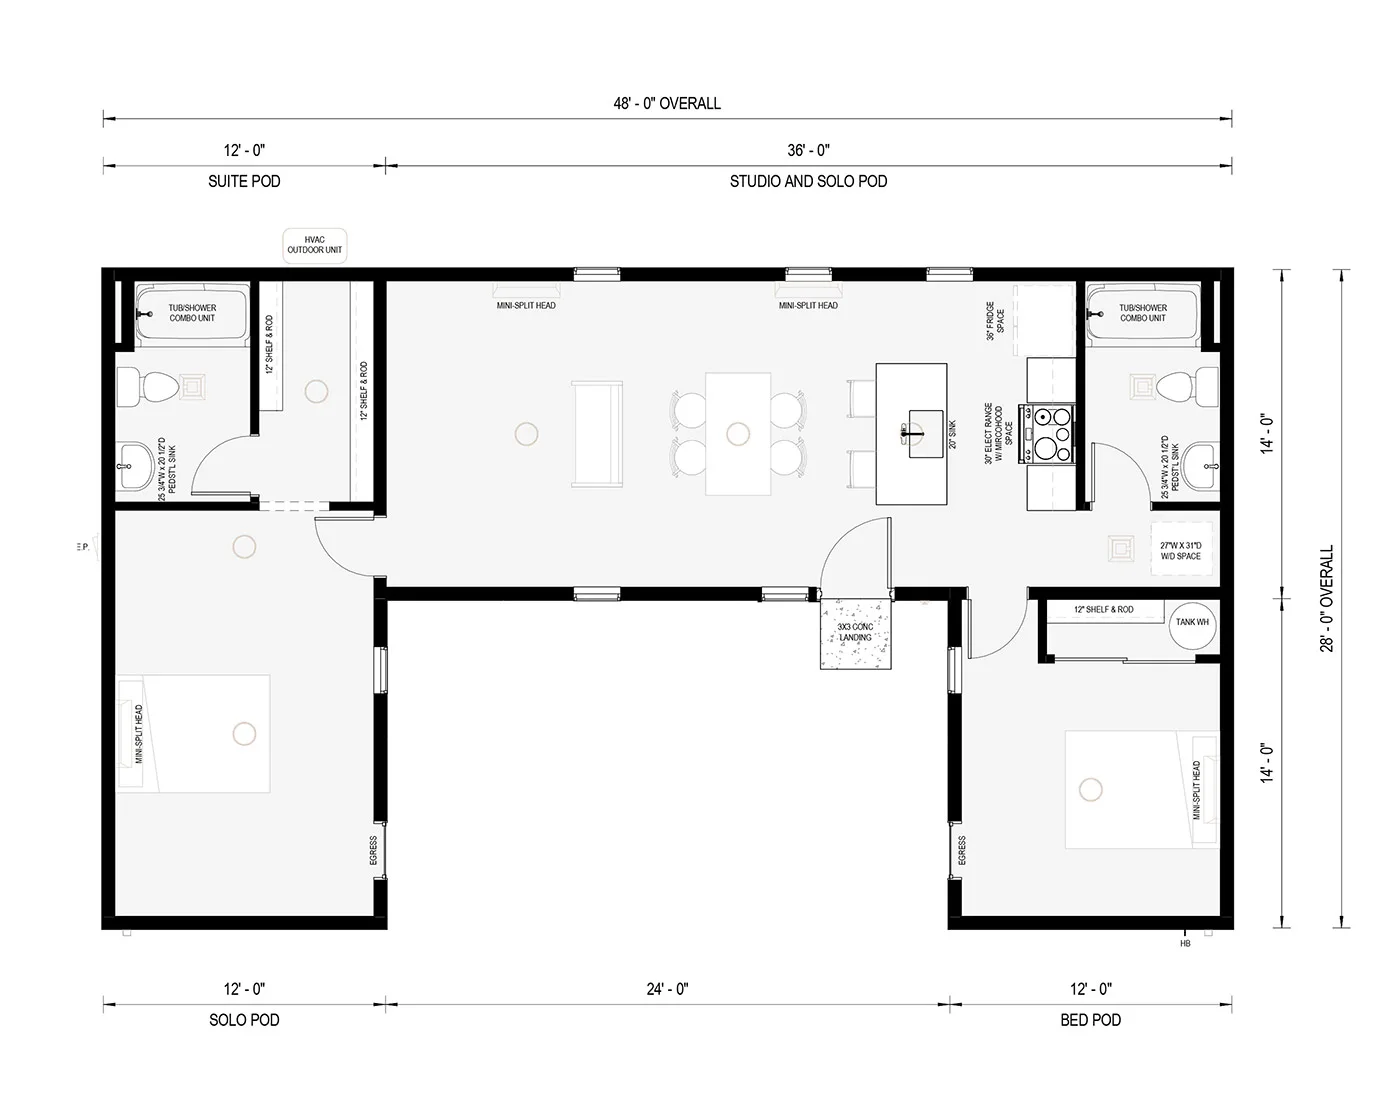 48' - 0" OVERALL
12' - 0"
36' - 0"
SUITE POD
STUDIO AND SOLO POD
HVAC
OUTDOOR UNIT
TUB/SHOWER
COMBO UNIT
12" SHELF & ROD
12" SHELF & ROD
25 3/4"W x 20 1/2"D
PEDST'L SINK
MINI-SPLIT HEAD
MINI-SPLIT HEAD
36" FRIDGE
SPACE
30" ELECT RANGE
W/ MIRCOHOOD
SPACE
20" SINK
TUB/SHOWER
COMBO UNIT
25 3/4"W x 20 1/2"D
PEDST'L SINK
14' - 0"
E.P.
27"W X 31"D
W/D SPACE
28' - 0" OVERALL
3X3 CONC
LANDING
12" SHELF & ROD
TANK WH
MINI-SPLIT HEAD
MINI-SPLIT HEAD
14' - 0"
EGRESS
EGRESS
HB
12' - 0"
24' - 0"
12' - 0"
SOLO POD
BED POD